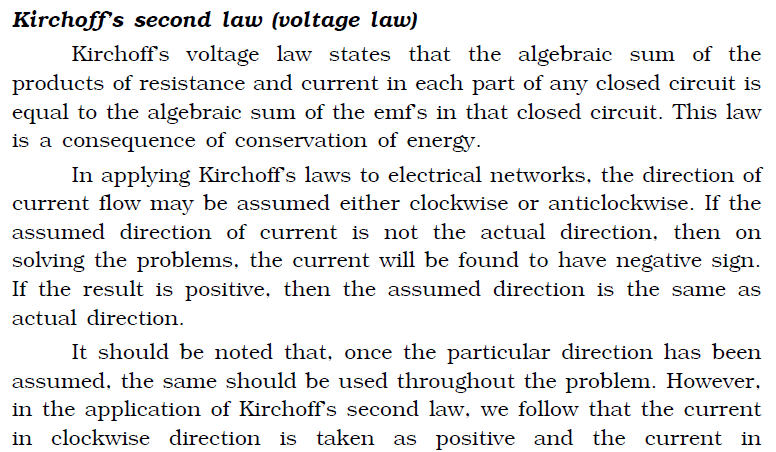 Kirchoff's second law (voltage law)
Kirchoff's voltage law states that the algebraic sum of the
products of resistance and current in each part of any closed circuit is
equal to the algebraic sum of the emf's in that closed circuit. This law
is a consequence of conservation of energy.
In applying Kirchoff's laws to electrical networks, the direction of
current flow may be assumed either clockwise or anticlockwise. If the
assumed direction of current is not the actual direction, then on
solving the problems, the current will be found to have negative sign.
If the result is positive, then the assumed direction is the same as
actual direction.
It should be noted that, once the particular direction has been
assumed, the same should be used throughout the problem. However,
in the application of Kirchoff's second law, we follow that the current
in clockwise direction is taken as positive and the current in